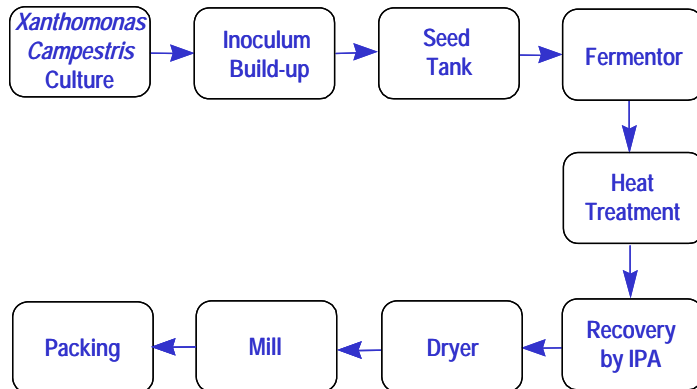 Xanthomonas
Campestris
Culture
Inoculum
Build-up
Seed
Tank
Fermentor
Heat
Treatment
Recovery
by IPA
Dryer
Mill
Packing